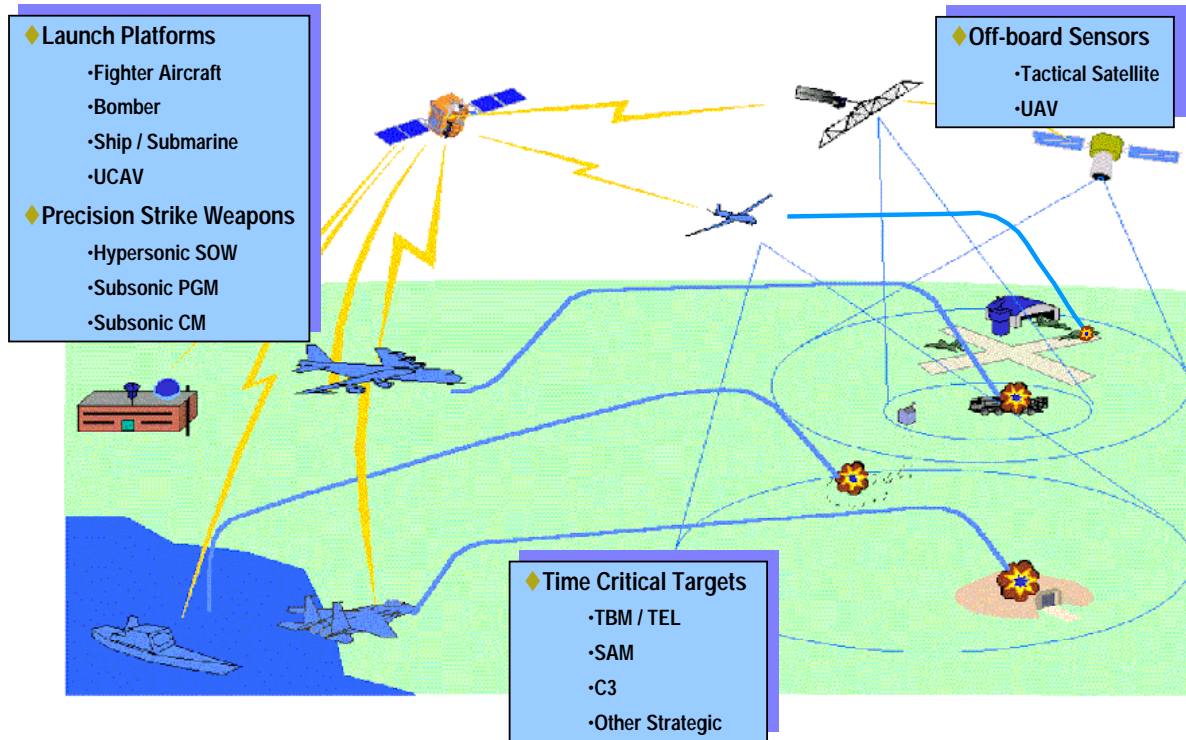 ♦Launch Platforms
•Fighter Aircraft
•Bomber
•Ship / Submarine
•UCAV
♦Precision Strike Weapons
•Hypersonic SOW
•Subsonic PGM
•Subsonic CM
♦Off-board Sensors
•Tactical Satellite
•UAV
♦Time Critical Targets
•TBM / TEL
•SAM
•C3
•Other Strategic